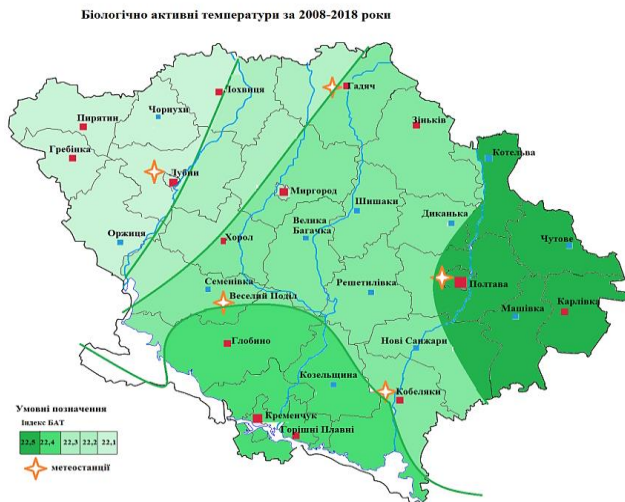 Біологічно активні температури за 2008-2018 роки
Гадяч
Лохвиця
Чорнухи
Пирятин
Зіньків
Гребінка
Котельва
Лубни
Миргород
Шишаки
Диканька
Велика
Багачка
Оржиця
Хорол
Чутове
Семенівка
Веселий Поділ
Решетилівка
Полтава
Машівка
Карлівка
Глобино
Нові Санжари
Козельщина
Кобеляки
Кременчук
Горішні Плавні
Умовні позначення
Індекс БАТ
22,5 22,4 22,3 22,2 22,1
метеостанції